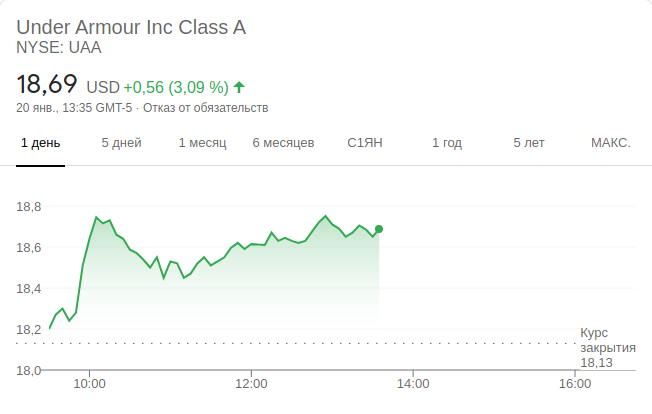 Under Armour Inc Class A
NYSE: UAA
18,69 USD +0,56 (3,09 %)
20 янв., 13:35 GMT-5 · Отказ от обязательств
1 день 5 дней 1 месяц 6 месяцев С1ЯН 1 год 5 лет МАКС.
18,8
18,6
18,4
18,2
Курс
закрытия
18,13
18,0
10:00 12:00 14:00 16:00